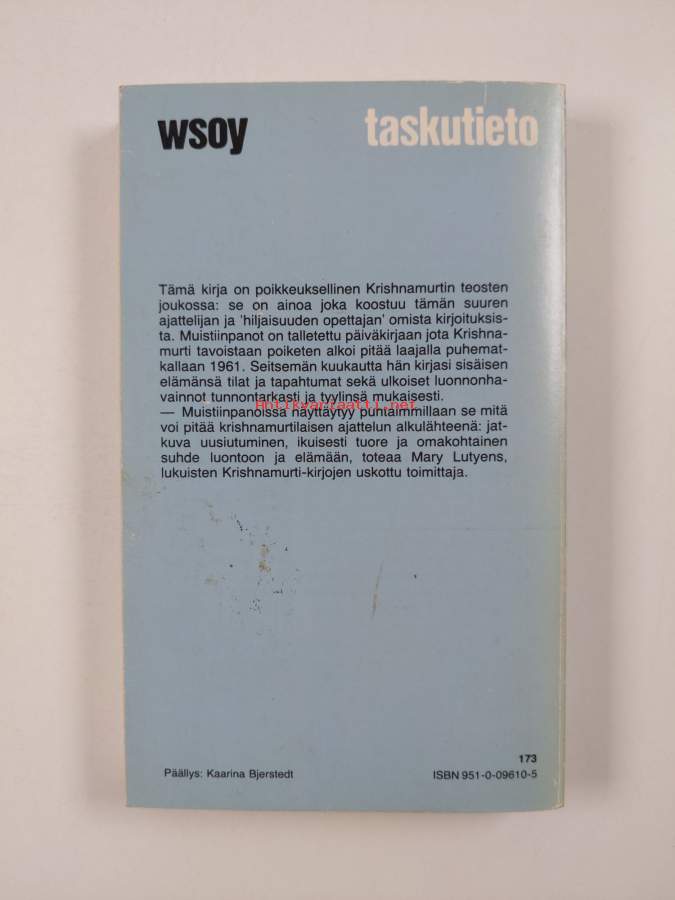 wsoy taskutieto
Tämä kirja on poikkeuksellinen Krishnamurtin teosten
joukossa: se on ainoa joka koostuu tämän suuren
ajattelijan ja 'hiljaisuuden opettajan' omista kirjoituksis-
ta. Muistiinpanot on talletettu päiväkirjaan jota Krishna-
murti tavoistaan poiketen alkoi pitää laajalla puhemat-
kallaan 1961. Seitsemän kuukautta hän kirjasi sisäisen
elämänsä tilat ja tapahtumat sekä ulkoiset luonnonha-
vainnot tunnontarkasti ja tyylinsä mukaisesti.
Antikvariaatti.net
— Muistiinpanoissa näyttäytyy puhtaimmillaan se mitä
voi pitää krishnamurtilaisen ajattelun alkulähteenä: jat-
kuva uusiutuminen, ikuisesti tuore ja omakohtainen
suhde luontoon ja elämään, toteaa Mary Lutyens,
lukuisten Krishnamurti-kirjojen uskottu toimittaja.
173
Päällys: Kaarina Bjerstedt ISBN 951-0-09610-5